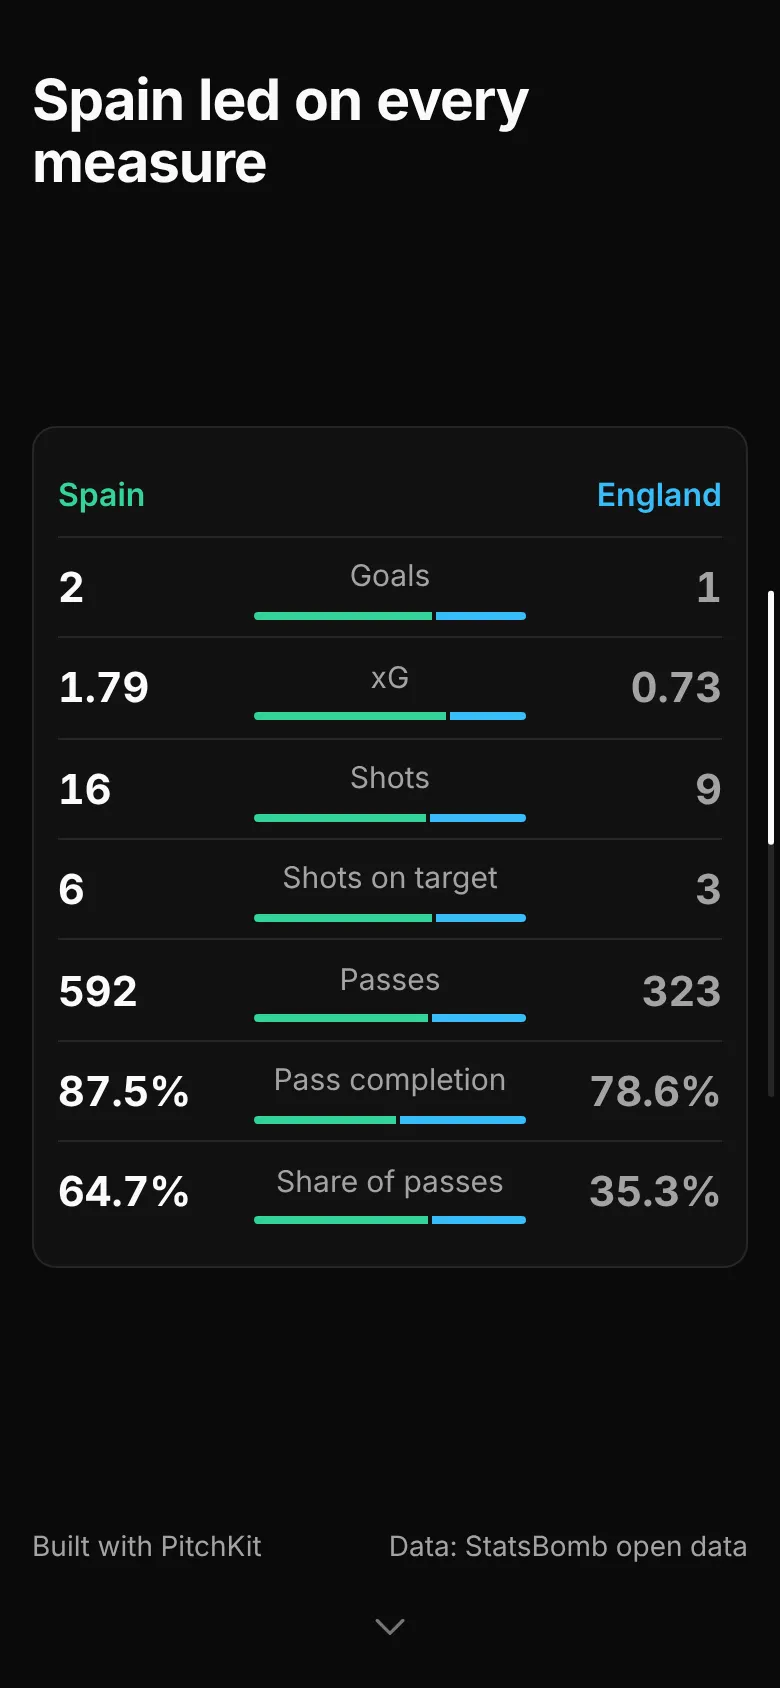 Spain led on every
measure
Spain England
2 Goals 1
1.79 xG 0.73
16 Shots 9
6 Shots on target 3
592 Passes 323
87.5% Pass completion 78.6%
64.7% Share of passes 35.3%
Built with PitchKit Data: StatsBomb open data